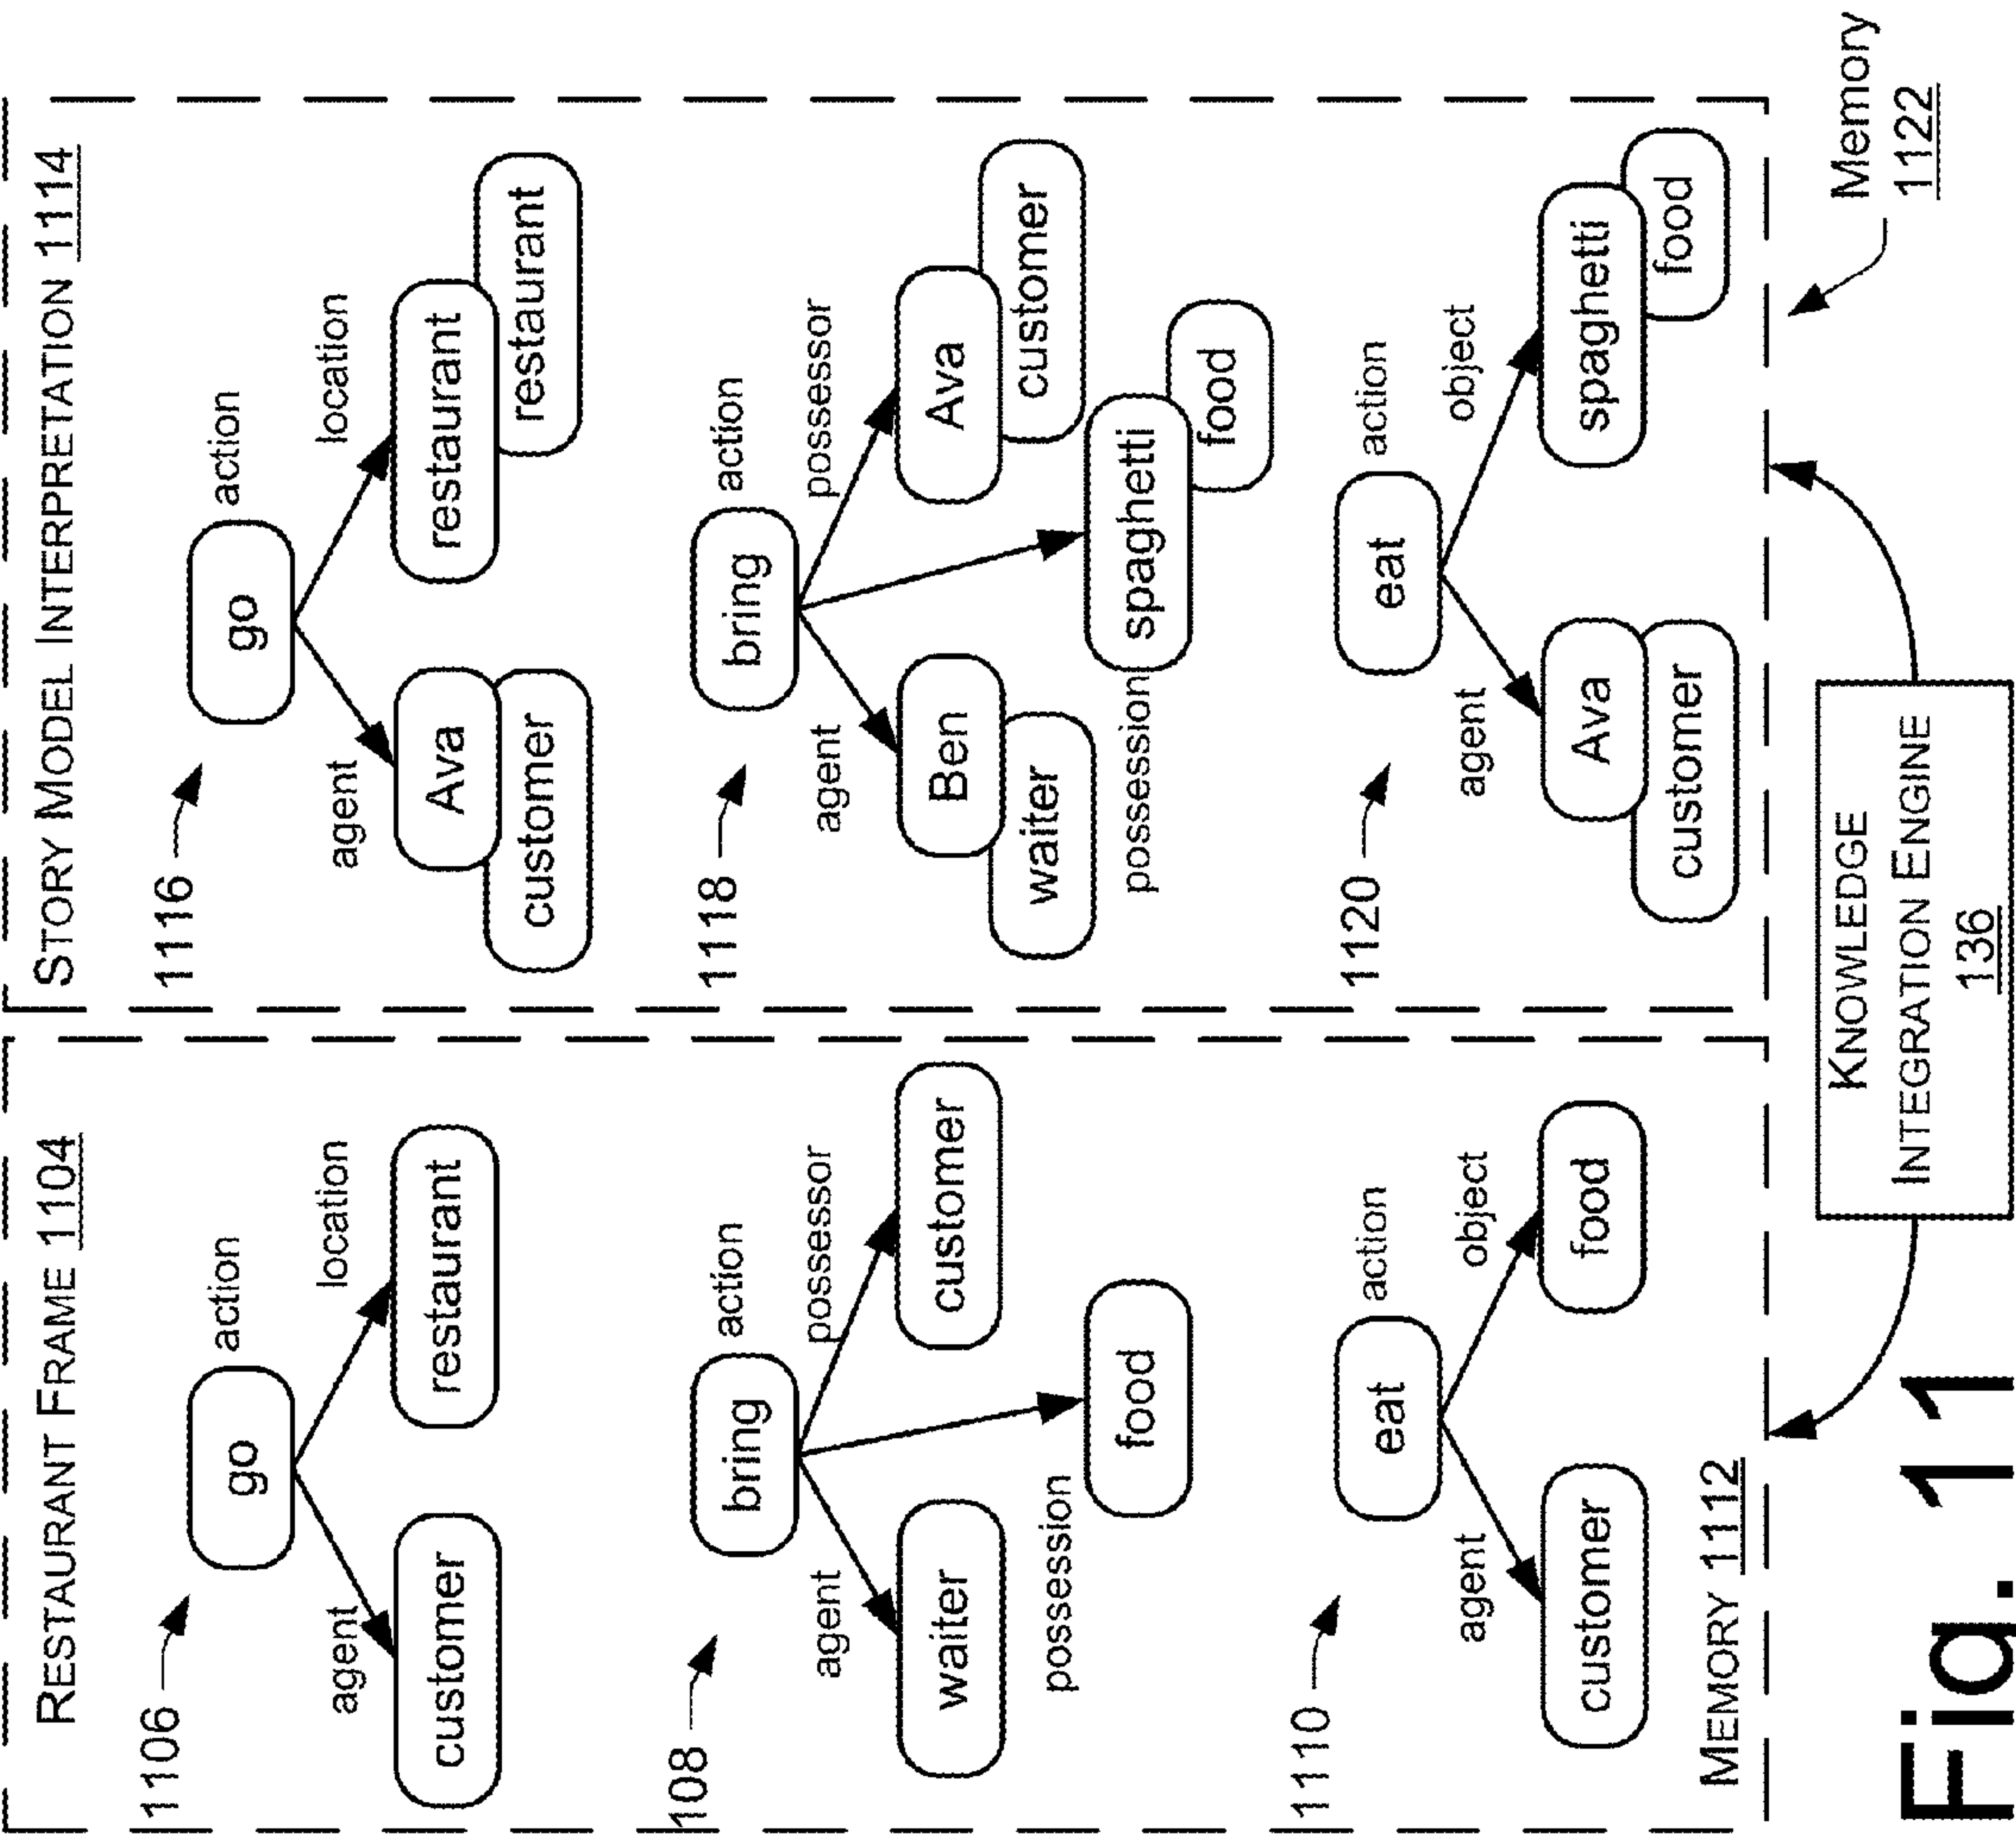 RESTAURANT FRAME 1104
1106
go
action
agent
location
customer
restaurant
108
bring
action
agent
possessor
waiter
customer
possession
food
1110
eat
action
agent
object
customer
food
MEMORY 1112
STORY MODEL INTERPRETATION 1114
1116
go
action
agent
location
Ava
restaurant
customer
restaurant
1118
bring
action
agent
possessor
Ben
Ava
waiter
customer
possession
spaghetti
food
1120
eat
action
agent
object
Ava
spaghetti
customer
food
KNOWLEDGE
INTEGRATION ENGINE
136
Memory
1122
Fig. 11